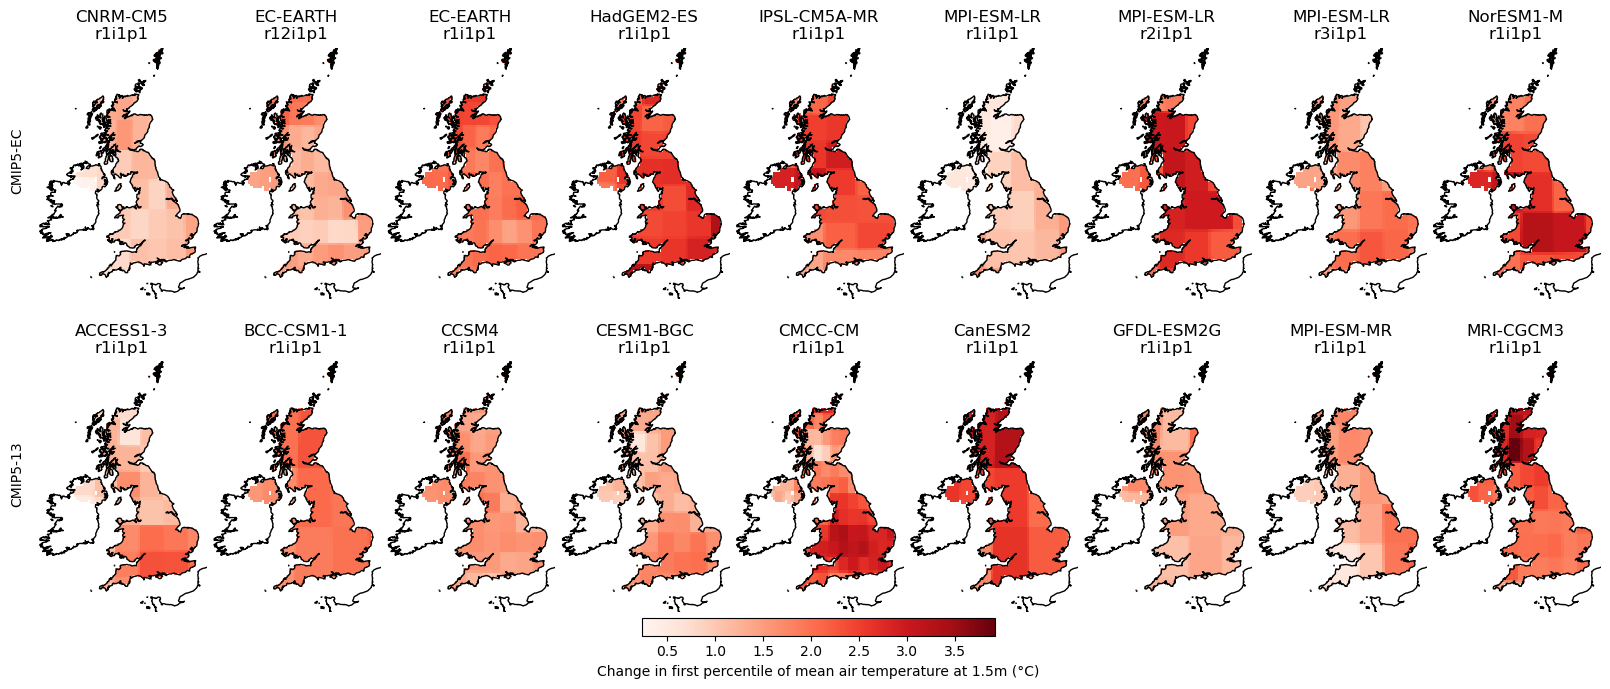 CNRM-CM5
r1i1p1
EC-EARTH
r12i1p1
EC-EARTH
r1i1p1
HadGEM2-ES
r1i1p1
IPSL-CM5A-MR
r1i1p1
MPI-ESM-LR
r1i1p1
MPI-ESM-LR
r2i1p1
MPI-ESM-LR
r3i1p1
NorESM1-M
r1i1p1
CMIP5-EC
ACCESS1-3
r1i1p1
BCC-CSM1-1
r1i1p1
CCSM4
r1i1p1
CESM1-BGC
r1i1p1
CMCC-CM
r1i1p1
CanESM2
r1i1p1
GFDL-ESM2G
r1i1p1
MPI-ESM-MR
r1i1p1
MRI-CGCM3
r1i1p1
CMIP5-13
0.5 1.0 1.5 2.0 2.5 3.0 3.5
Change in first percentile of mean air temperature at 1.5m (°C)